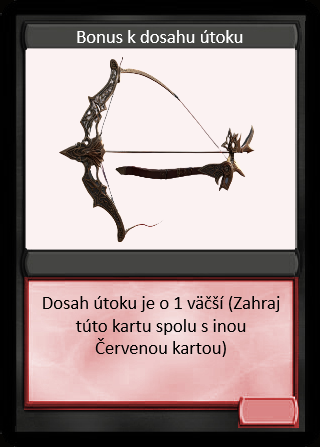 Bonus k dosahu útoku
Dosah útoku je o 1 väčší (Zahraj
túto kartu spolu s inou
Červenou kartou)